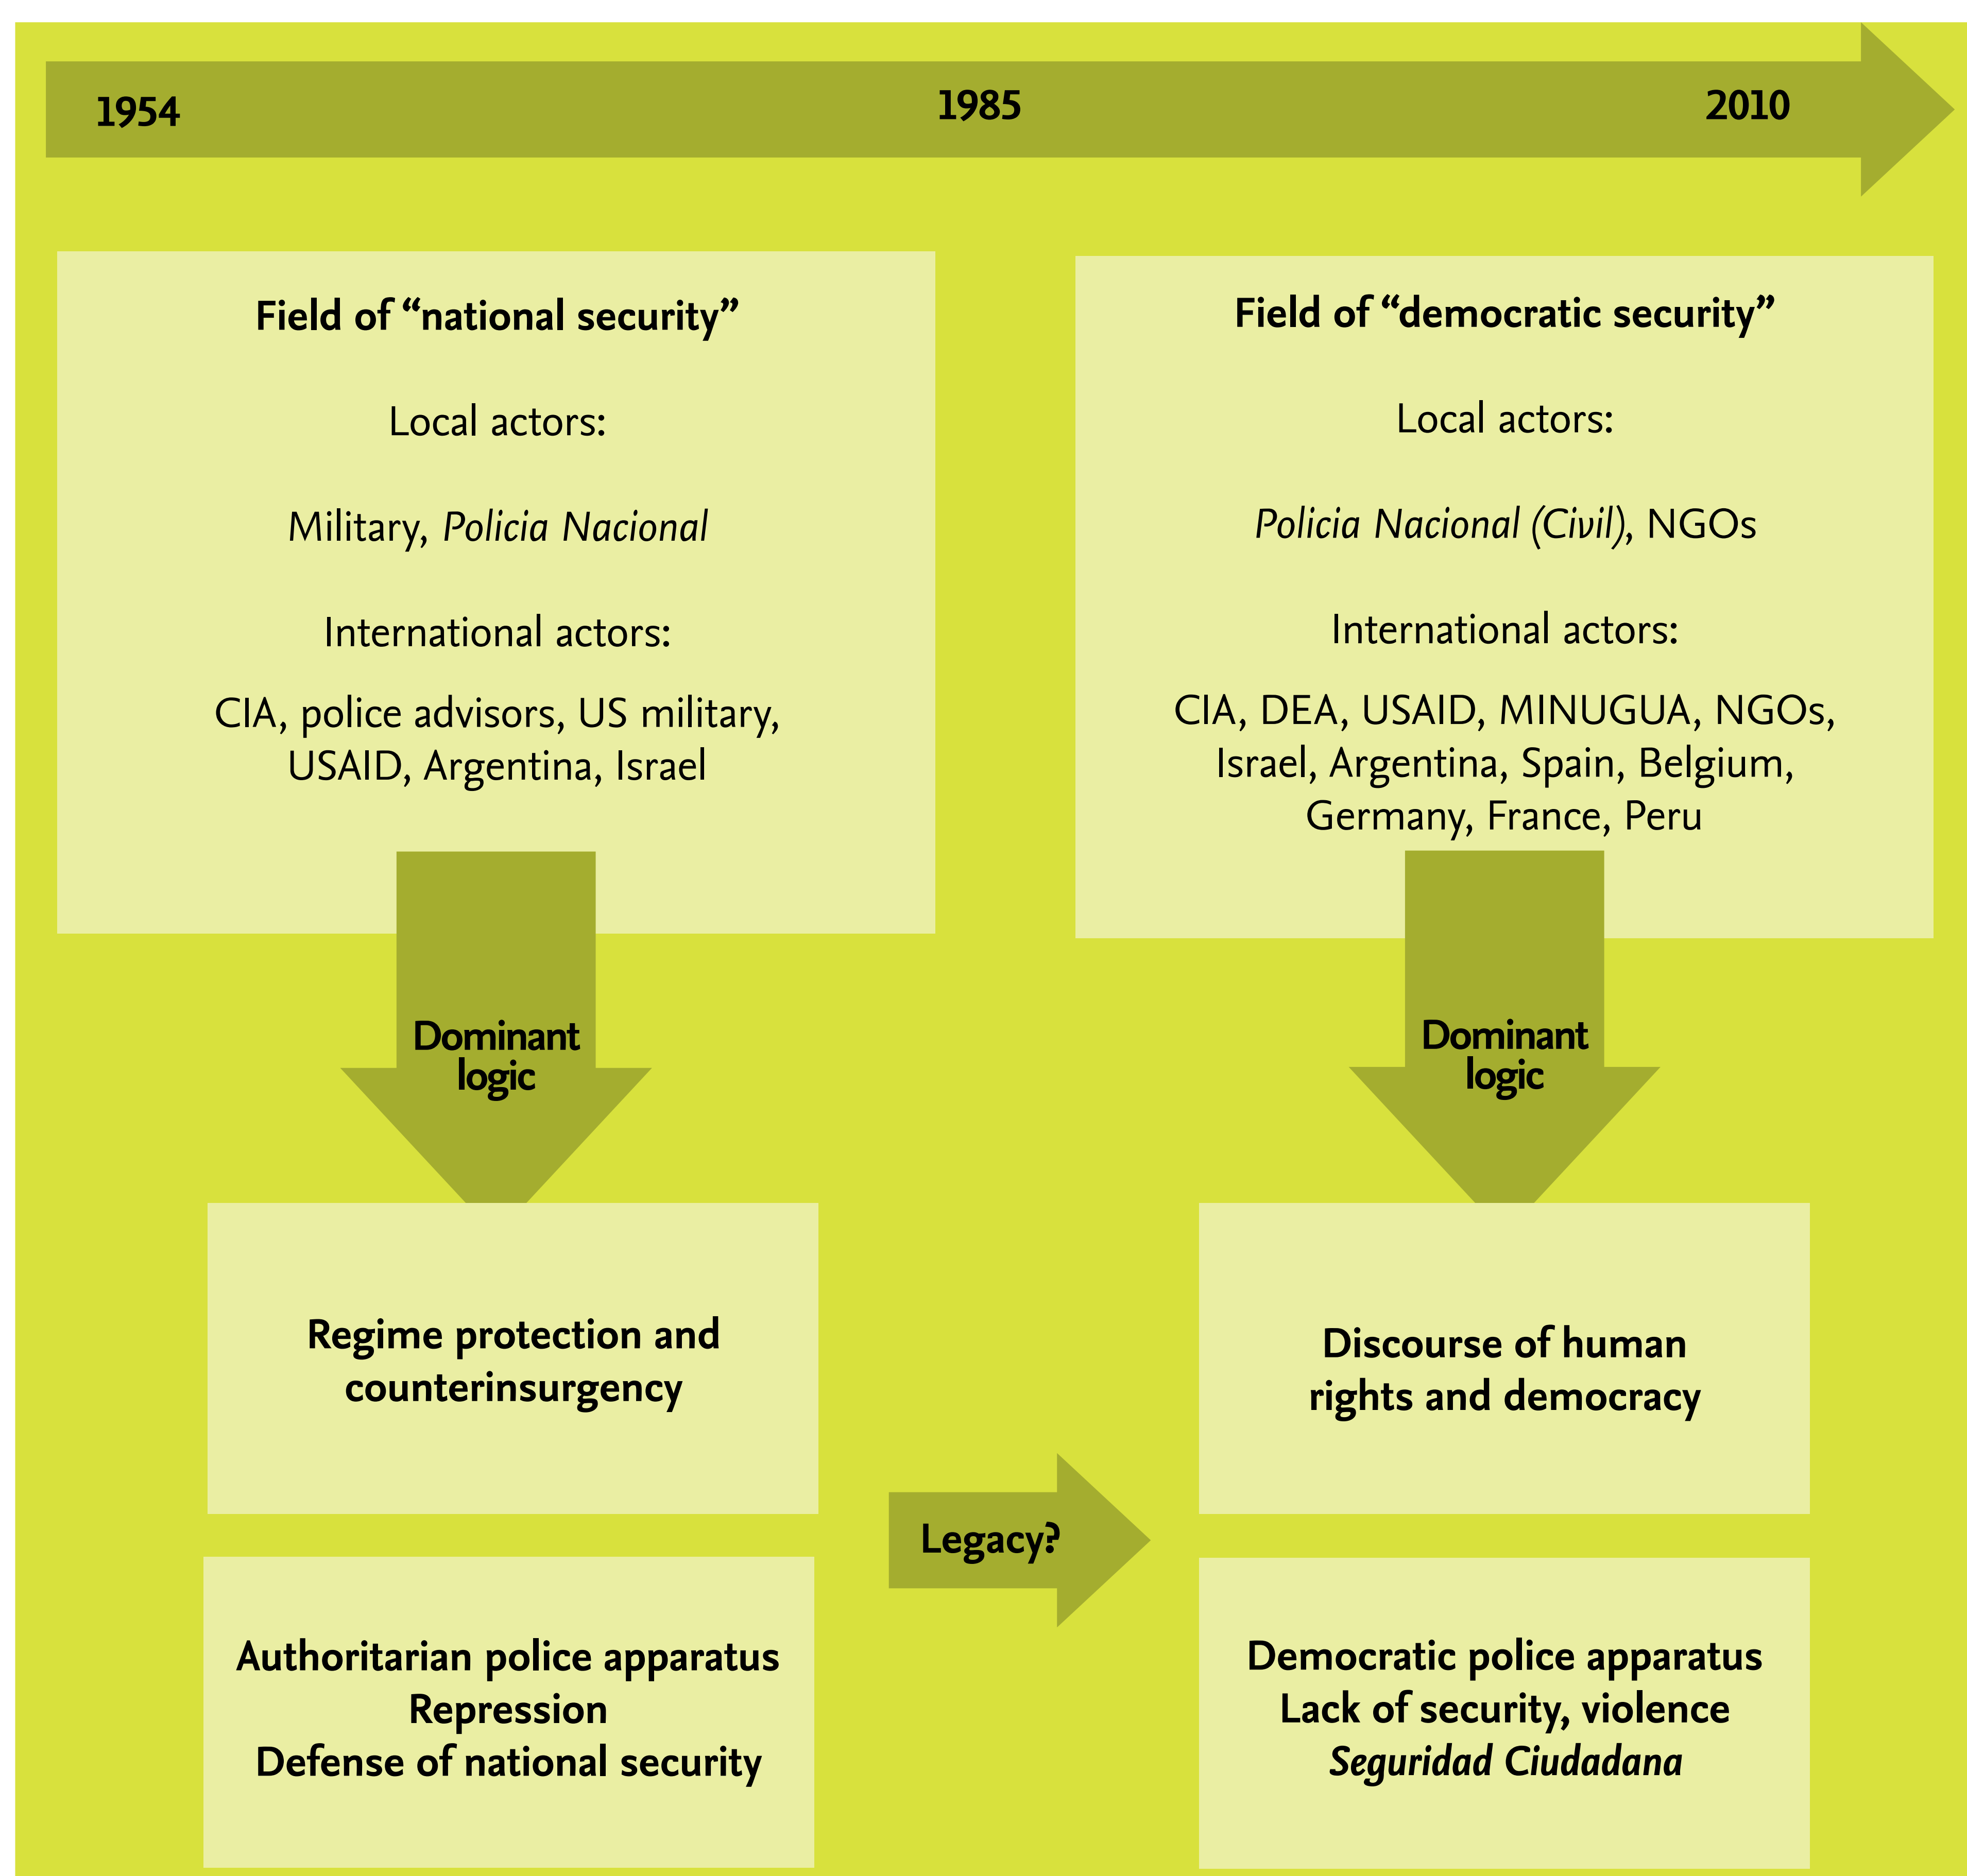 1954
1985
2010
Field of “national security”
Local actors:
Military, Policia Nacional
International actors:
CIA, police advisors, US military,
USAID, Argentina, Israel
Dominant
logic
Regime protection and
counterinsurgency
Authoritarian police apparatus
Repression
Defense of national security
Legacy?
Field of “democratic security”
Local actors:
Policia Nacional (Civil), NGOs
International actors:
CIA, DEA, USAID, MINUGUA, NGOs,
Israel, Argentina, Spain, Belgium,
Germany, France, Peru
Dominant
logic
Discourse of human
rights and democracy
Democratic police apparatus
Lack of security, violence
Seguridad Ciudadana